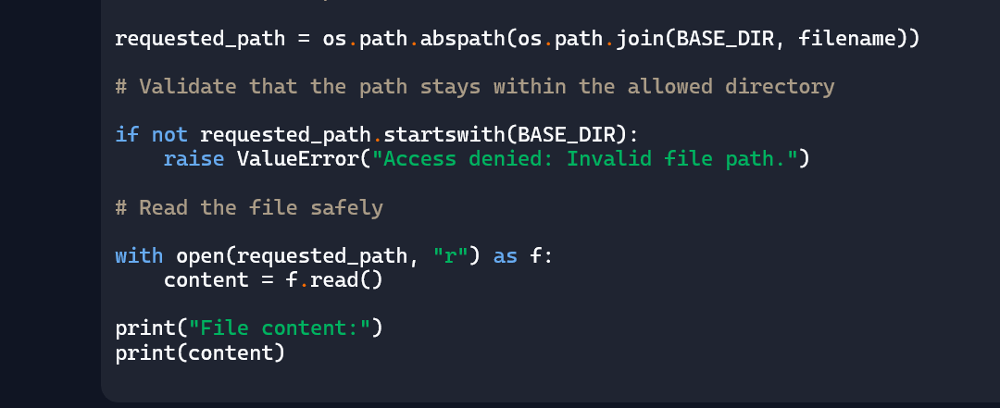 requested_path = os.path.abspath(os.path.join(BASE_DIR, filename))
# Validate that the path stays within the allowed directory
if not requested_path.startswith(BASE_DIR):
    raise ValueError("Access denied: Invalid file path.")
# Read the file safely
with open(requested_path, "r") as f:
    content = f.read()
print("File content:")
print(content)